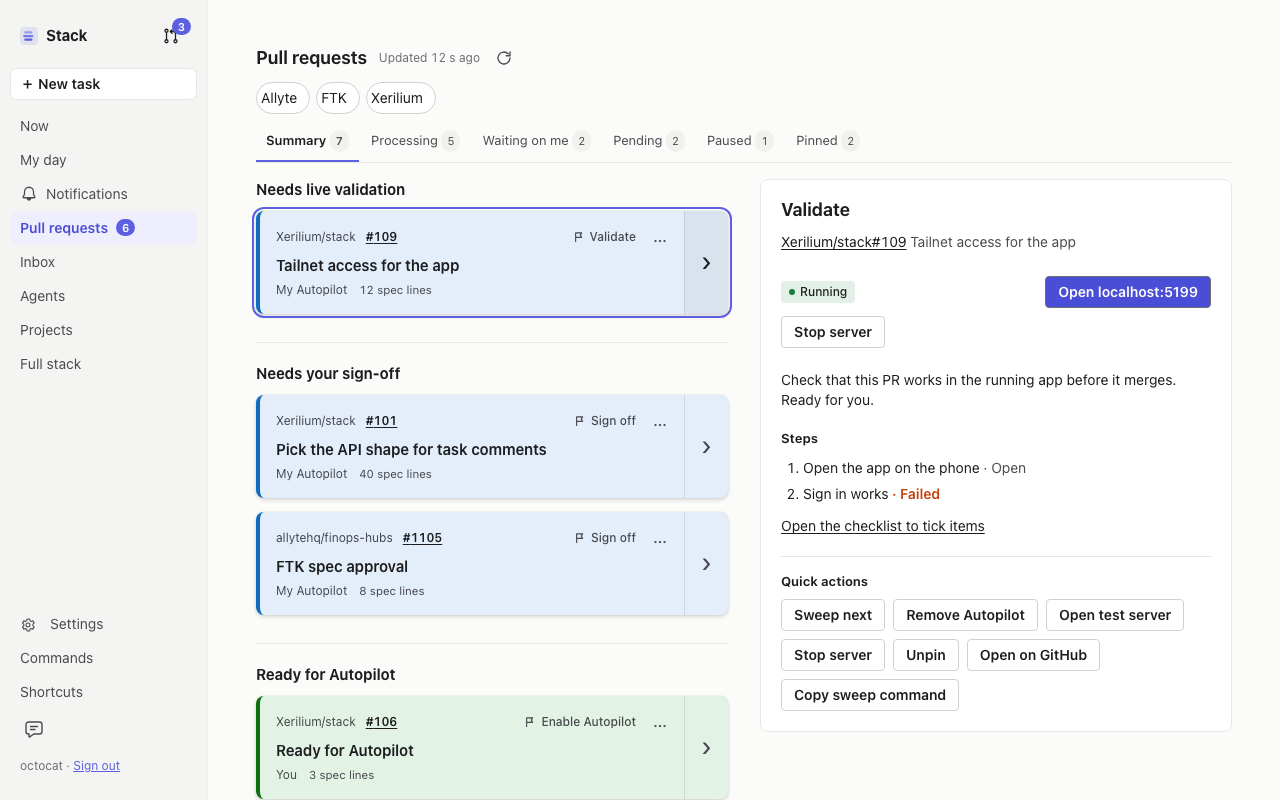 Stack
3
+ New task
Now
My day
Notifications
Pull requests 6
Inbox
Agents
Projects
Full stack
Settings
Commands
Shortcuts
octocat · Sign out
Pull requests Updated 12 s ago
Allyte FTK Xerilium
Summary 7 Processing 5 Waiting on me 2 Pending 2 Paused 1 Pinned 2
Needs live validation
Xerilium/stack #109 Validate ...
Tailnet access for the app
My Autopilot 12 spec lines
Needs your sign-off
Xerilium/stack #101 Sign off ...
Pick the API shape for task comments
My Autopilot 40 spec lines
allytehq/finops-hubs #1105 Sign off ...
FTK spec approval
My Autopilot 8 spec lines
Ready for Autopilot
Xerilium/stack #106 Enable Autopilot ...
Ready for Autopilot
You 3 spec lines
Validate
Xerilium/stack#109 Tailnet access for the app
Running Open localhost:5199
Stop server
Check that this PR works in the running app before it merges.
Ready for you.
Steps
1. Open the app on the phone · Open
2. Sign in works · Failed
Open the checklist to tick items
Quick actions
Sweep next Remove Autopilot Open test server
Stop server Unpin Open on GitHub
Copy sweep command